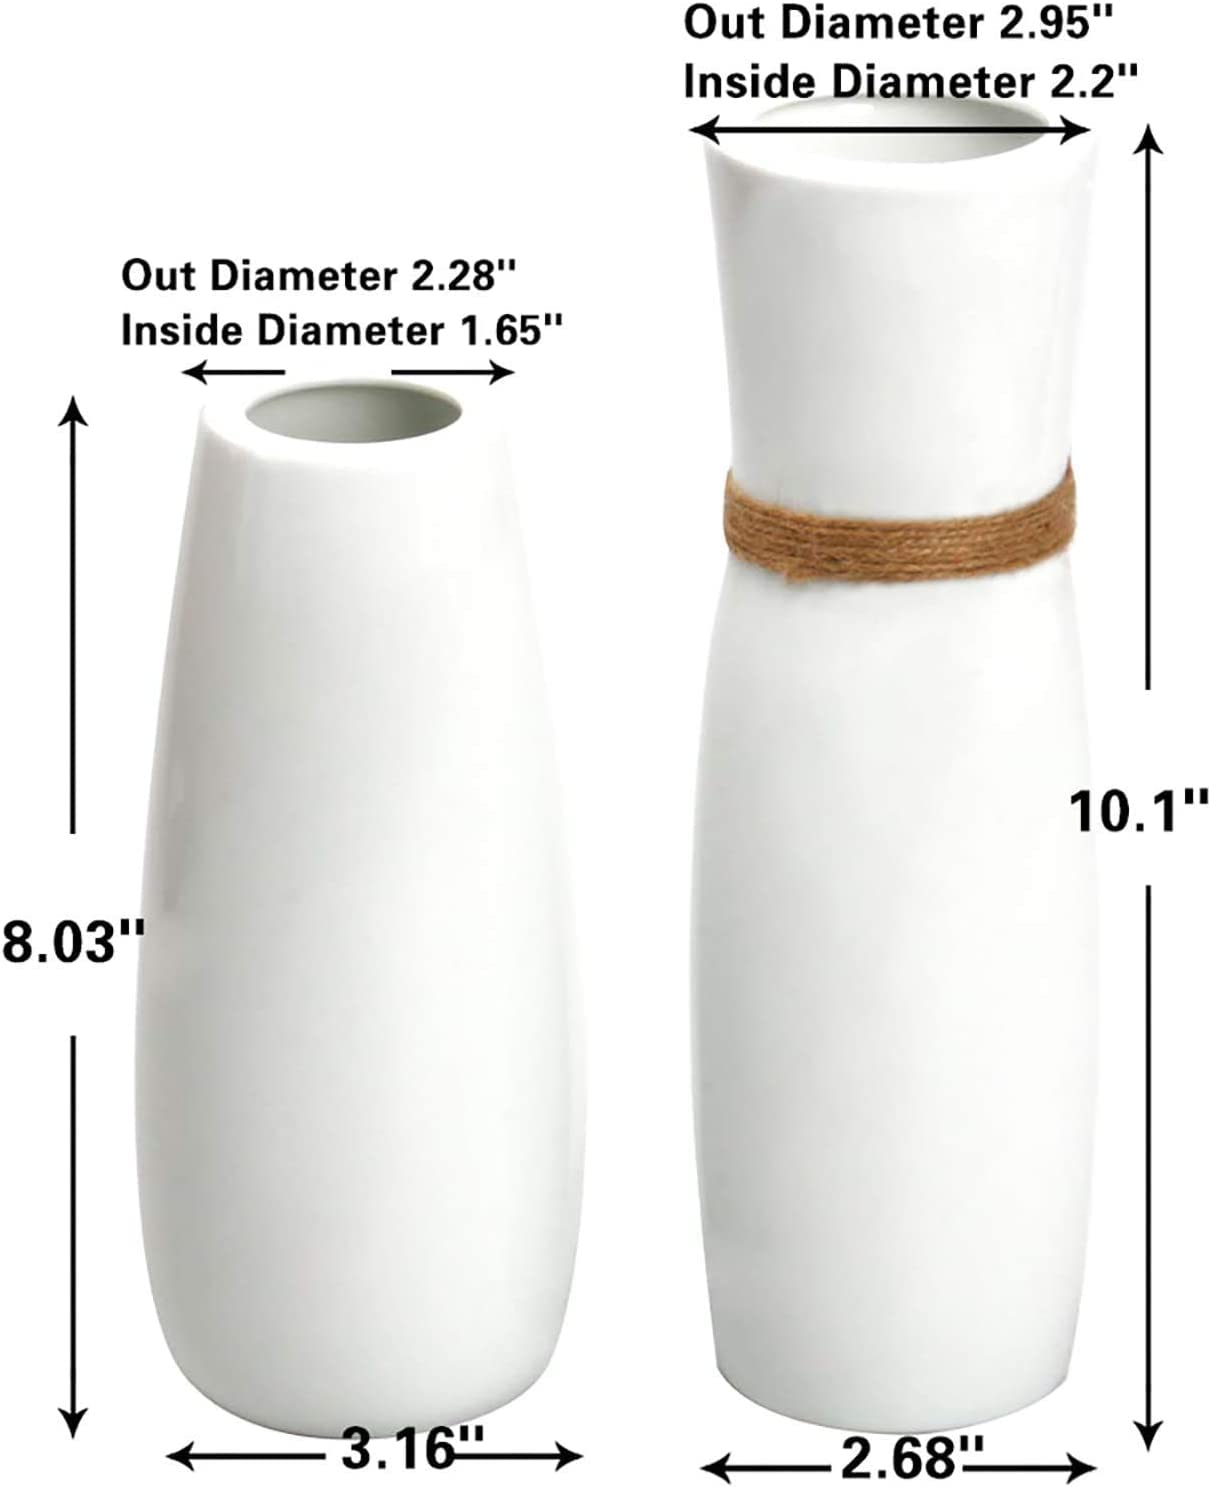 Out Diameter 2.95"
Inside Diameter 2.2"
Out Diameter 2.28"
Inside Diameter 1.65"
10.1"
8.03"
3.16"
2.68"